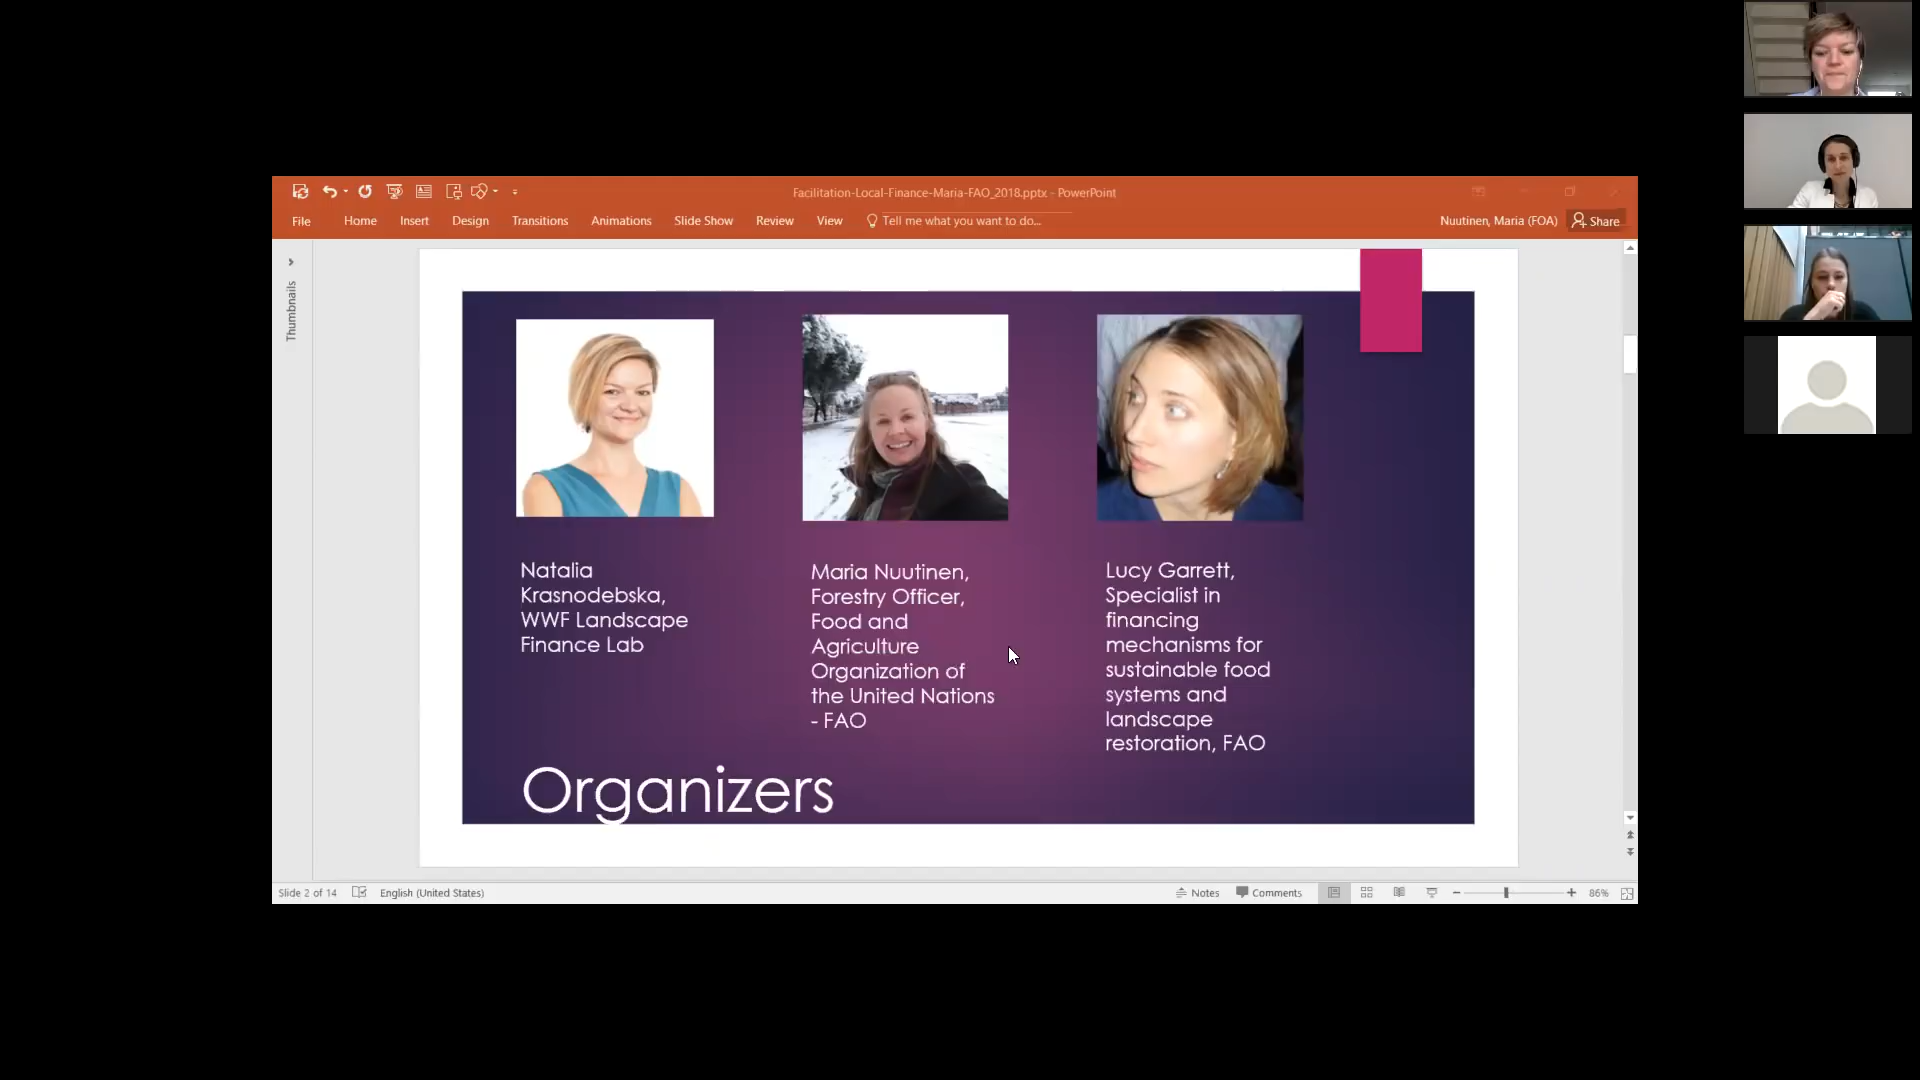 Facilitation-Local-Finance-Maria-FAO_2018.pptx - PowerPoint
File Home Insert Design Transitions Animations Slide Show Review View Tell me what you want to do... Nuutinen, Maria (FOA) Share
Thumbnails
Natalia
Krasnodebska,
WWF Landscape
Finance Lab
Maria Nuutinen,
Forestry Officer,
Food and
Agriculture
Organization of
the United Nations
- FAO
Lucy Garrett,
Specialist in
financing
mechanisms for
sustainable food
systems and
landscape
restoration, FAO
Organizers
Slide 2 of 14 English (United States) Notes Comments 86%